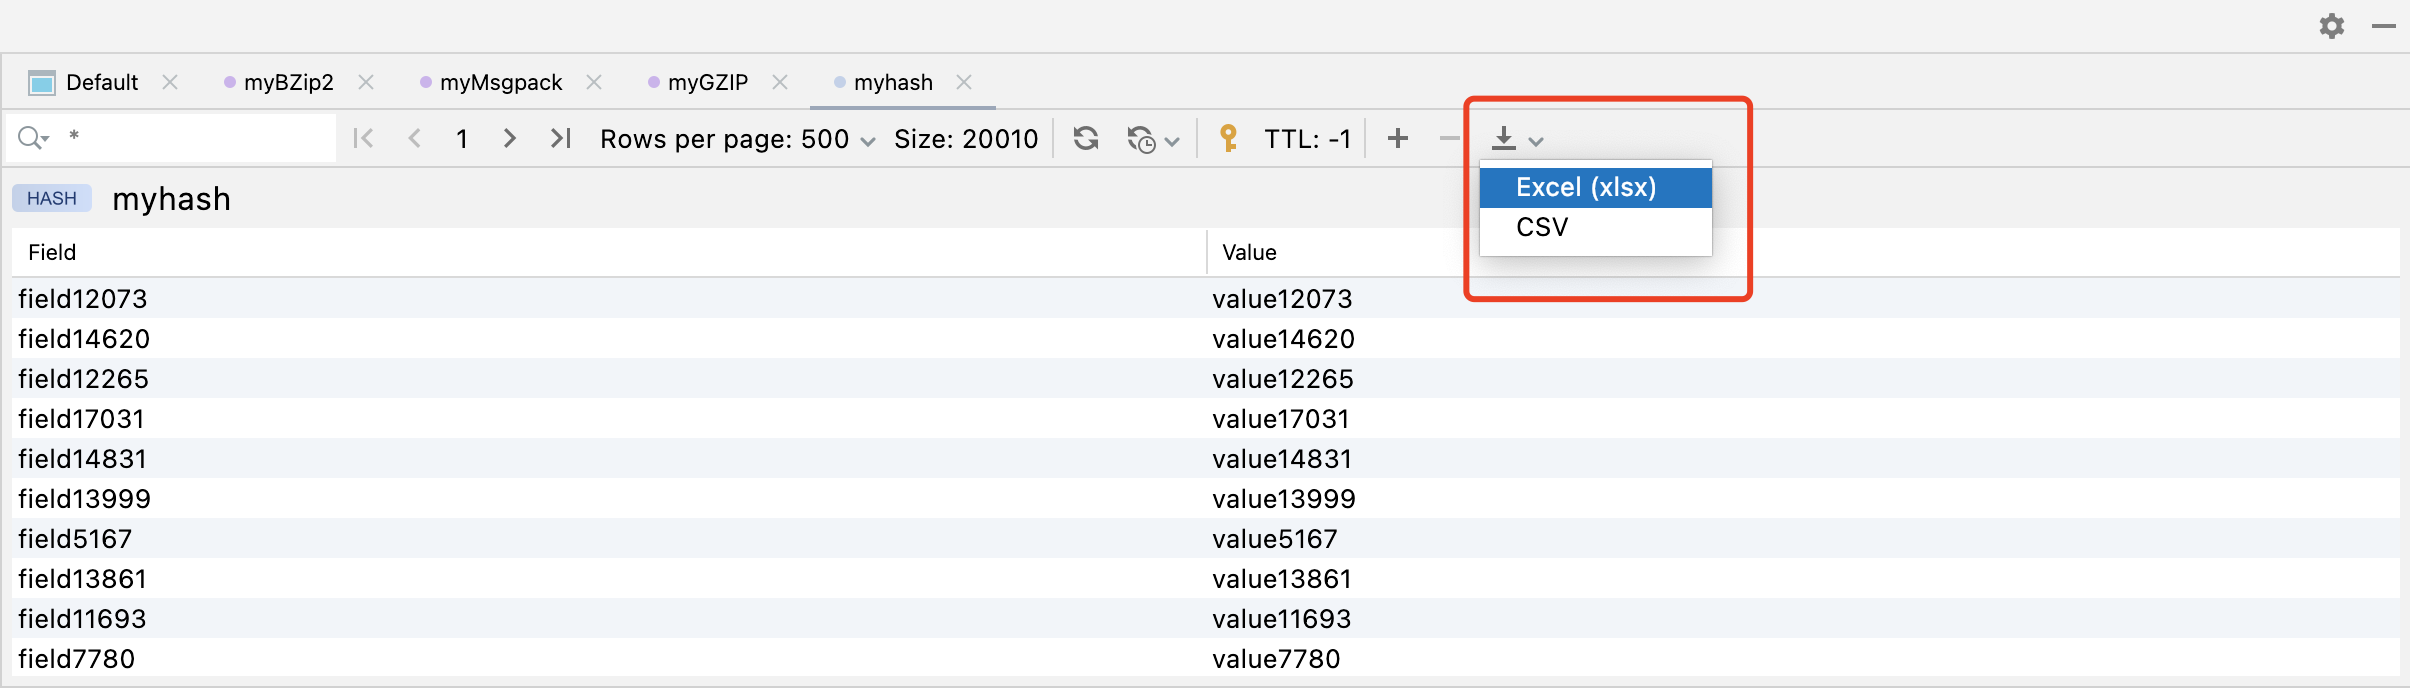 Default myBZip2 myMsgpack myGZIP myhash
* 1 Rows per page: 500 Size: 20010 TTL: -1
Excel (xlsx)
CSV
HASH myhash
Field Value
field12073 value12073
field14620 value14620
field12265 value12265
field17031 value17031
field14831 value14831
field13999 value13999
field5167 value5167
field13861 value13861
field11693 value11693
field7780 value7780